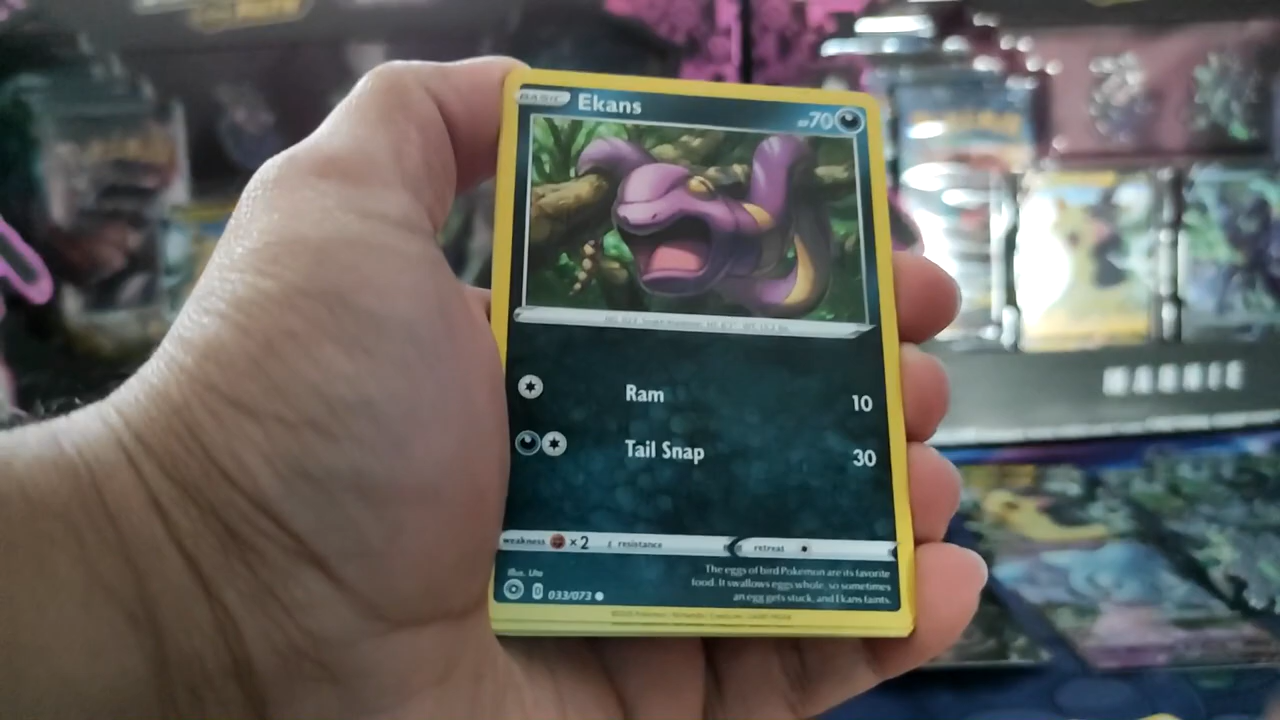 BASIC Ekans HP70
Ram 10
Tail Snap 30
weakness ×2 resistance retreat
The eggs of bird Pokémon are its favorite
food. It swallows eggs whole, so sometimes
an egg gets stuck, and Ekans faints.
Illus. Uta
D 033/073
MARNIE